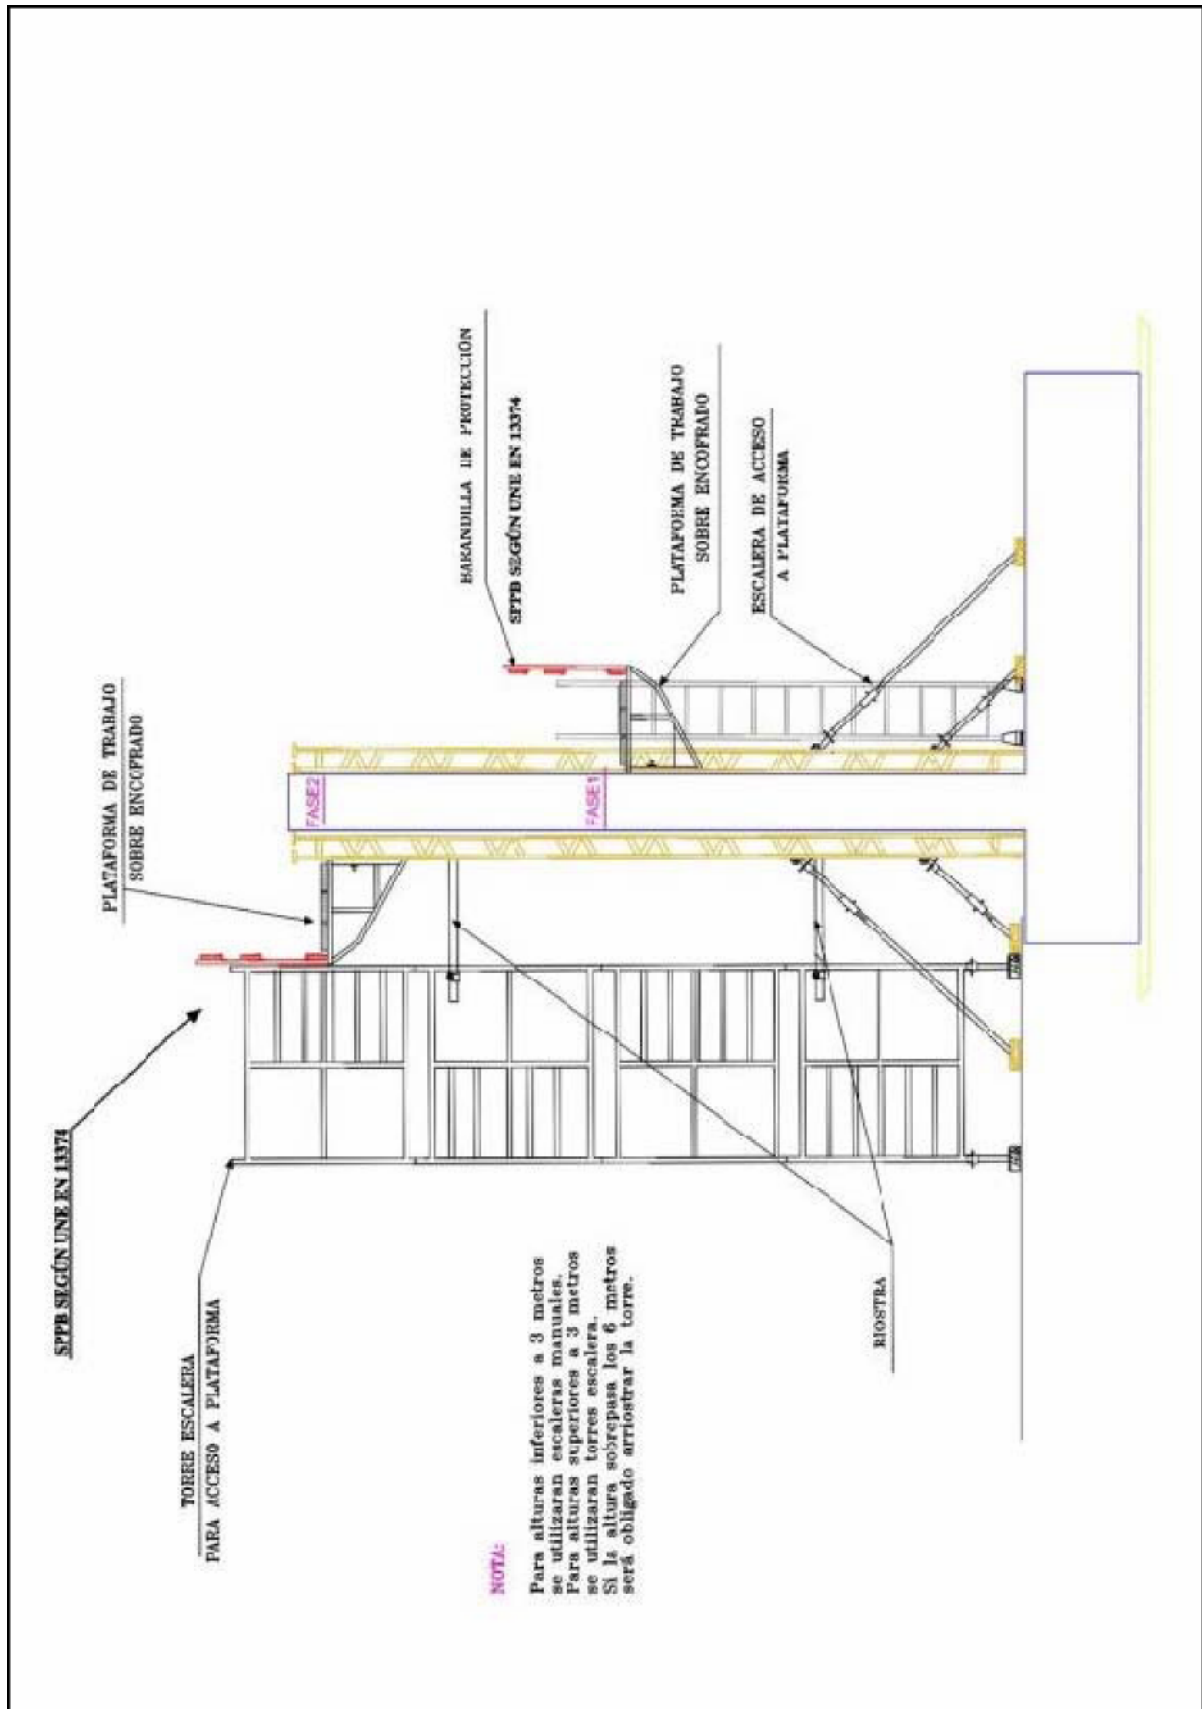 SPPB SEGÚN UNE EN 13374
TORRE ESCALERA
PARA ACCESO A PLATAFORMA
PLATAFORMA DE TRABAJO
SOBRE ENCOFRADO
FASE2
FASE1
BARANDILLA DE PROTECCIÓN
SPPB SEGÚN UNE EN 13374
PLATAFORMA DE TRABAJO
SOBRE ENCOFRADO
ESCALERA DE ACCESO
A PLATAFORMA
NOTA:
Para alturas inferiores a 3 metros
se utilizaran escaleras manuales.
Para alturas superiores a 3 metros
se utilizaran torres escalera.
Si la altura sobrepasa los 6 metros
será obligado arriostrar la torre.
RIOSTRA